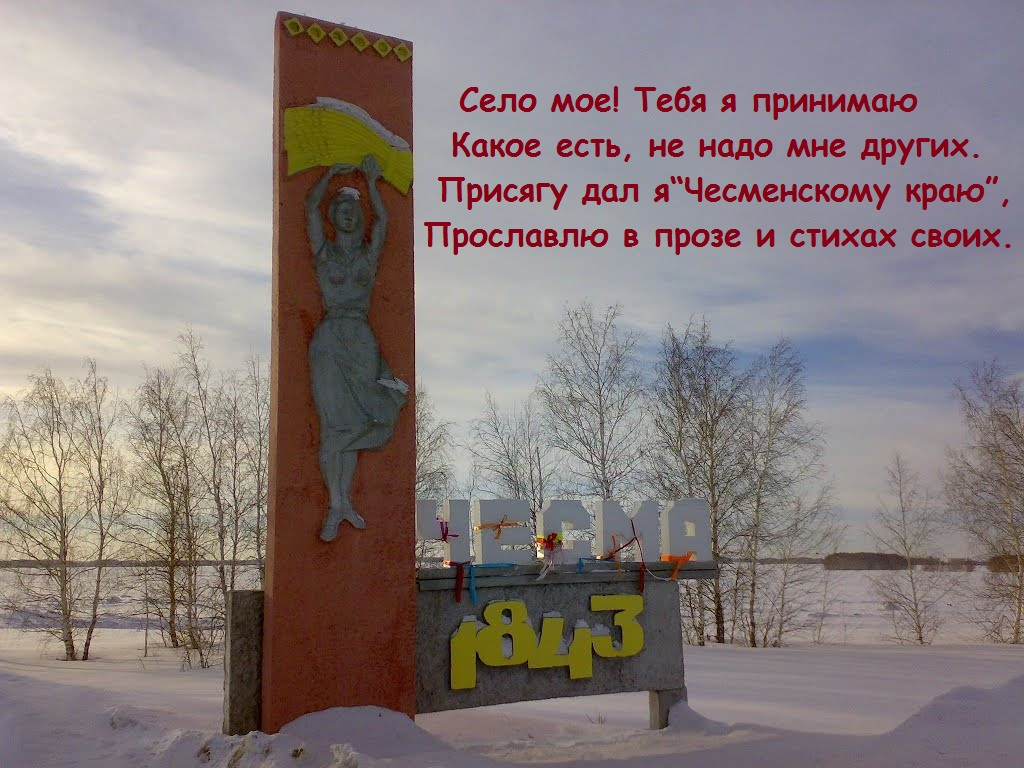 Село мое! Тебя я принимаю
Какое есть, не надо мне других.
Присягу дал я“Чесменскому краю”,
Прославлю в прозе и стихах своих.
ЧЕСМА
1843